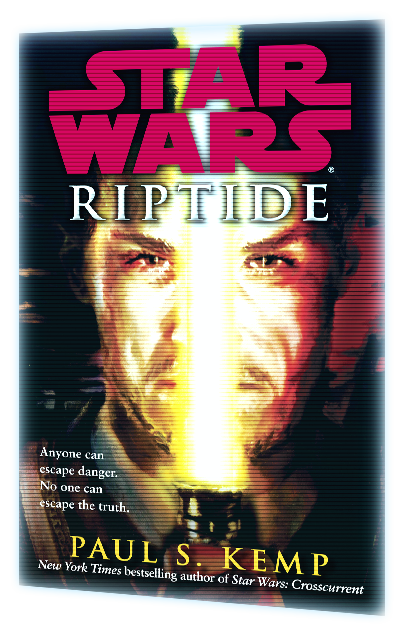 STAR
WARS®
RIPTIDE
Anyone can
escape danger.
No one can
escape the truth.
PAUL S. KEMP
New York Times bestselling author of Star Wars: Crosscurrent